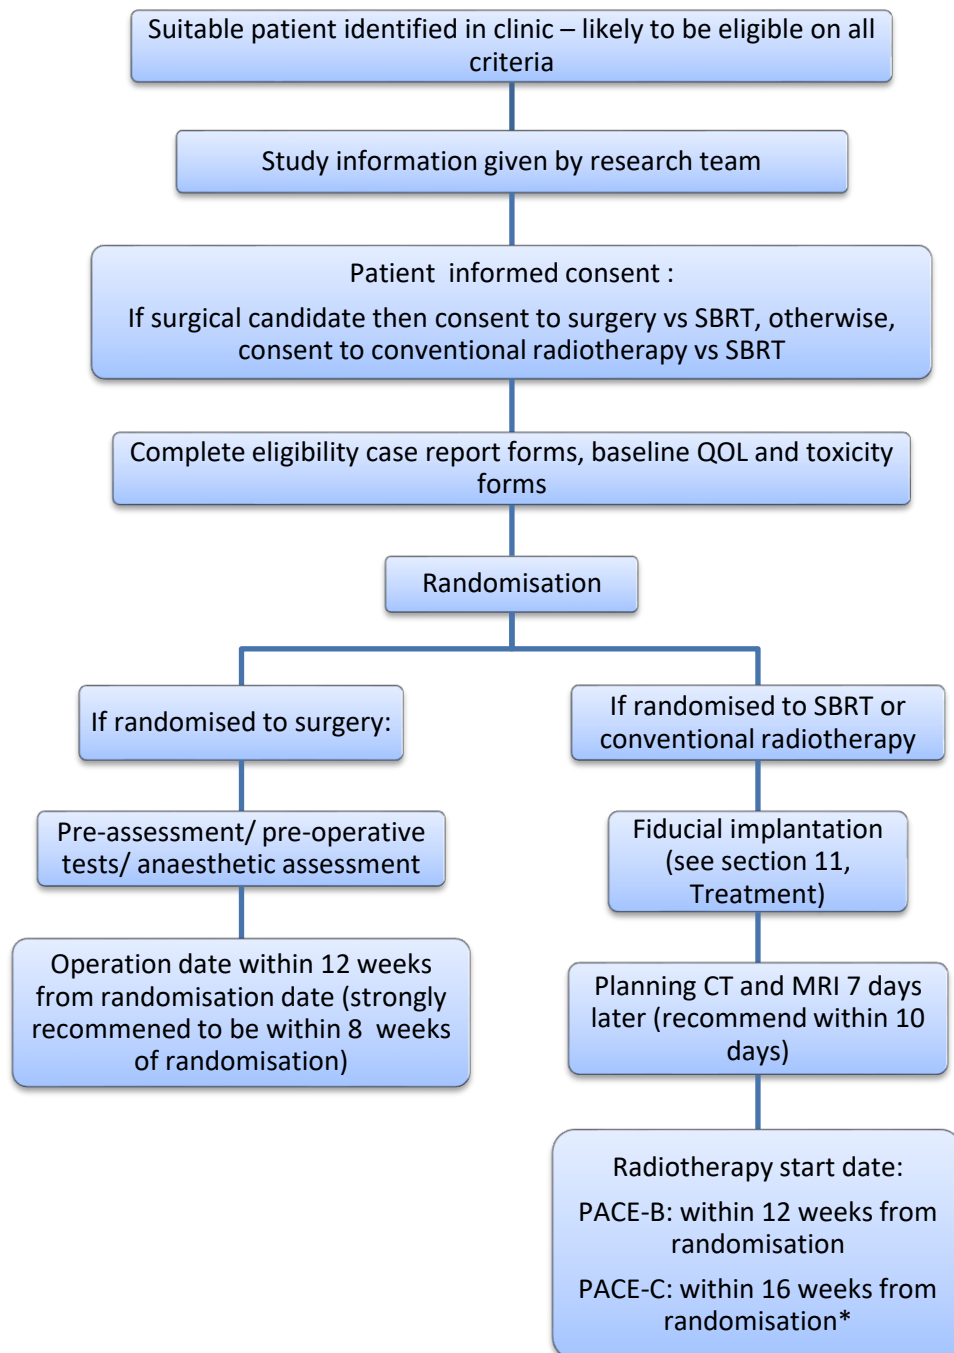 Suitable patient identified in clinic – likely to be eligible on all
criteria
Study information given by research team
Patient  informed consent :
If surgical candidate then consent to surgery vs SBRT, otherwise,
consent to conventional radiotherapy vs SBRT
Complete eligibility case report forms, baseline QOL and toxicity
forms
Randomisation
If randomised to surgery:
Pre-assessment/ pre-operative
tests/ anaesthetic assessment
Operation date within 12 weeks
from randomisation date (strongly
recommened to be within 8  weeks
of randomisation)
If randomised to SBRT or
conventional radiotherapy
Fiducial implantation
(see section 11,
Treatment)
Planning CT and MRI 7 days
later (recommend within 10
days)
Radiotherapy start date:
PACE-B: within 12 weeks from
randomisation
PACE-C: within 16 weeks from
randomisation*